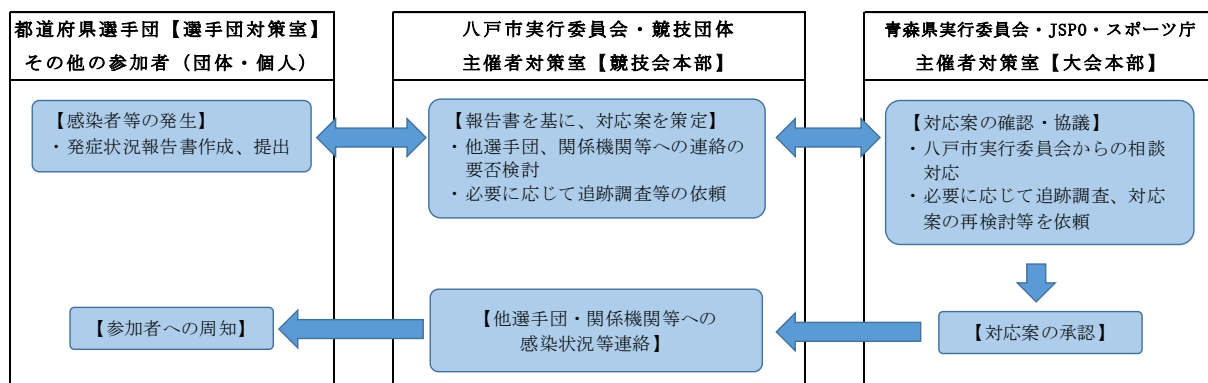 都道府県選手団【選手団対策室】
その他の参加者（団体・個人）
【感染者等の発生】
・発症状況報告書作成、提出
【参加者への周知】
八戸市実行委員会・競技団体
主催者対策室【競技会本部】
【報告書を基に、対応案を策定】
・他選手団、関係機関等への連絡の
要否検討
・必要に応じて追跡調査等の依頼
【他選手団・関係機関等への
感染状況等連絡】
青森県実行委員会・JSPO・スポーツ庁
主催者対策室【大会本部】
【対応案の確認・協議】
・八戸市実行委員会からの相談
対応
・必要に応じて追跡調査、対応
案の再検討等を依頼
【対応案の承認】